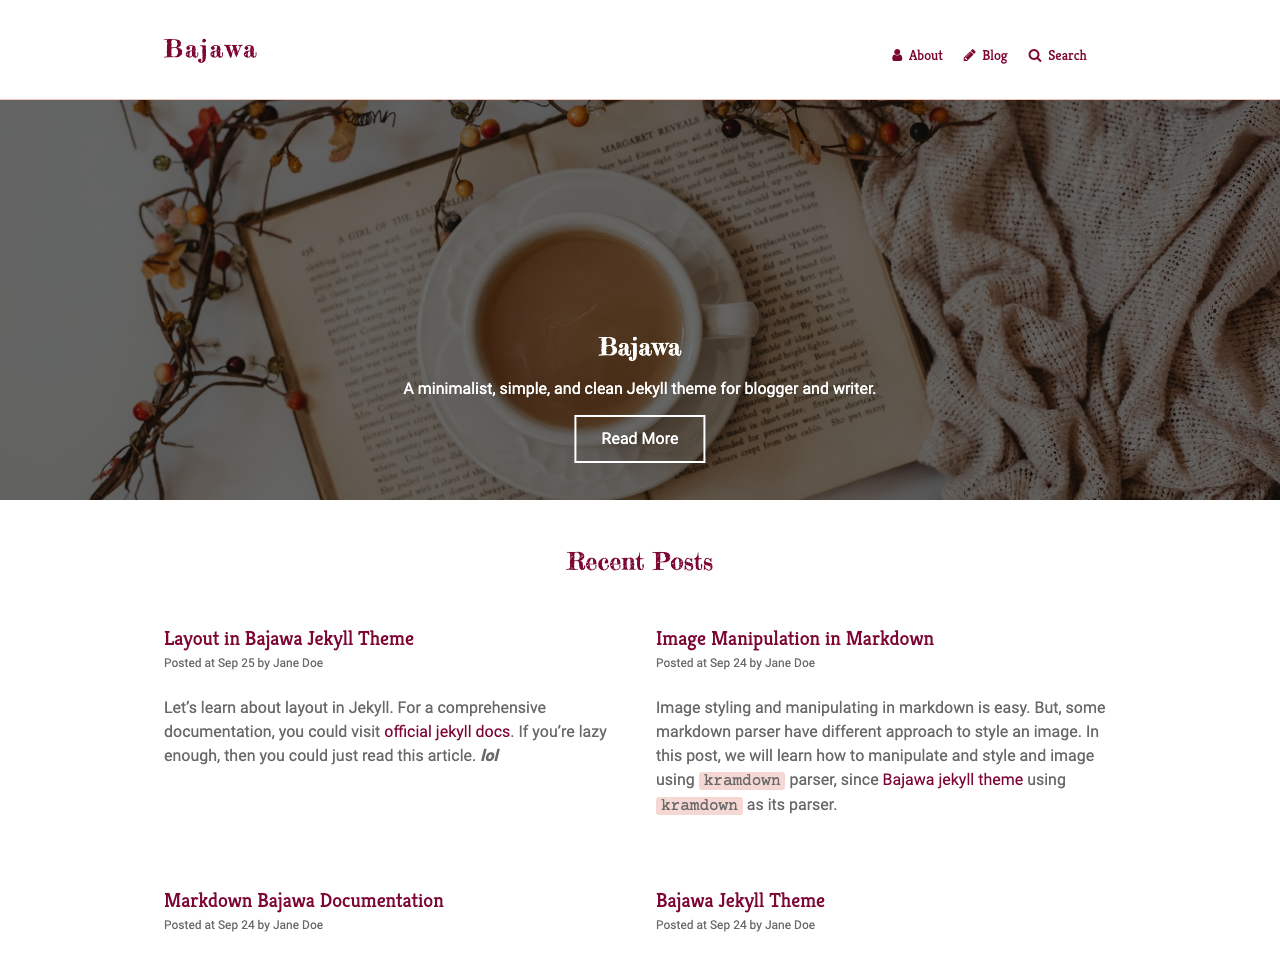 Bajawa
About
Blog
Search
MARGARET REVEALS
A GIRL OF THE LIMBERLOST
Bajawa
A minimalist, simple, and clean Jekyll theme for blogger and writer.
Read More
Recent Posts
Layout in Bajawa Jekyll Theme
Posted at Sep 25 by Jane Doe
Let’s learn about layout in Jekyll. For a comprehensive
documentation, you could visit official jekyll docs. If you’re lazy
enough, then you could just read this article. lol
Image Manipulation in Markdown
Posted at Sep 24 by Jane Doe
Image styling and manipulating in markdown is easy. But, some
markdown parser have different approach to style an image. In
this post, we will learn how to manipulate and style and image
using kramdown parser, since Bajawa jekyll theme using
kramdown as its parser.
Markdown Bajawa Documentation
Posted at Sep 24 by Jane Doe
Bajawa Jekyll Theme
Posted at Sep 24 by Jane Doe